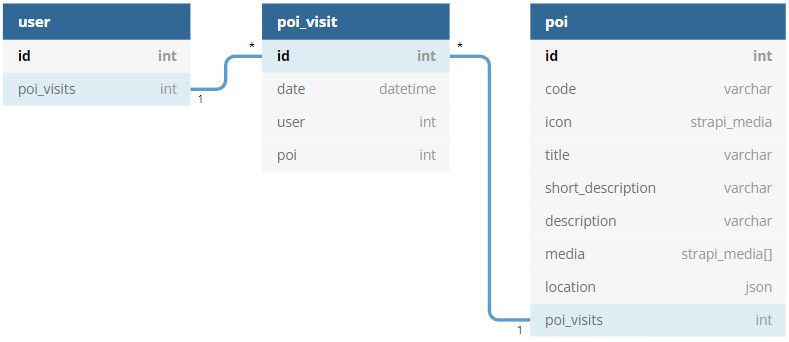 user
id int
poi_visits int
1
*
poi_visit
id int
date datetime
user int
poi int
*
1
poi
id int
code varchar
icon strapi_media
title varchar
short_description varchar
description varchar
media strapi_media[]
location json
poi_visits int